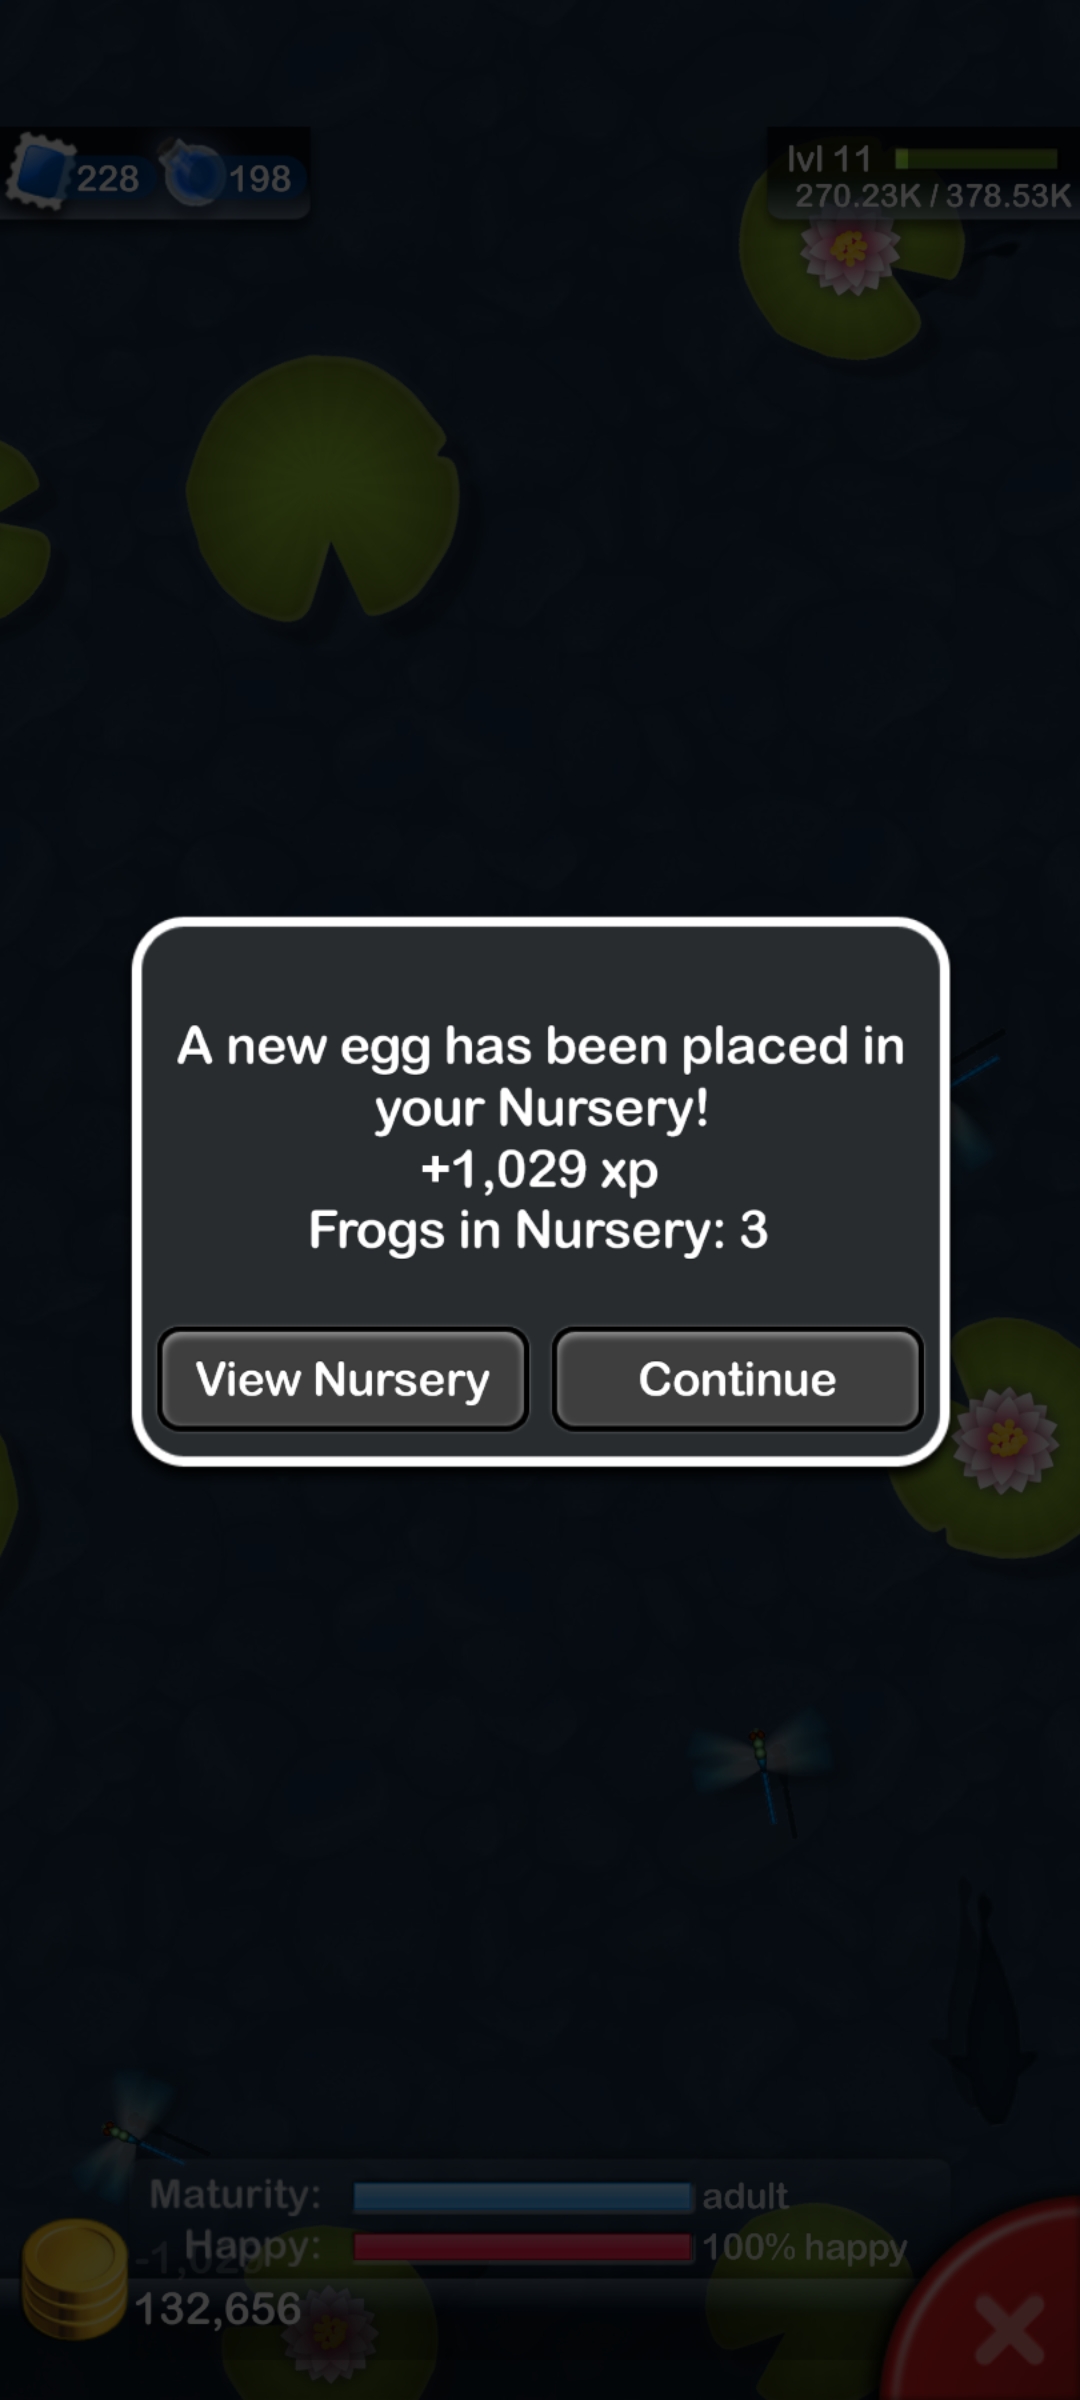 228
198
lvl 11
270.23K / 378.53K
A new egg has been placed in
your Nursery!
+1,029 xp
Frogs in Nursery: 3
View Nursery
Continue
Maturity:
adult
Happy:
100% happy
132,656